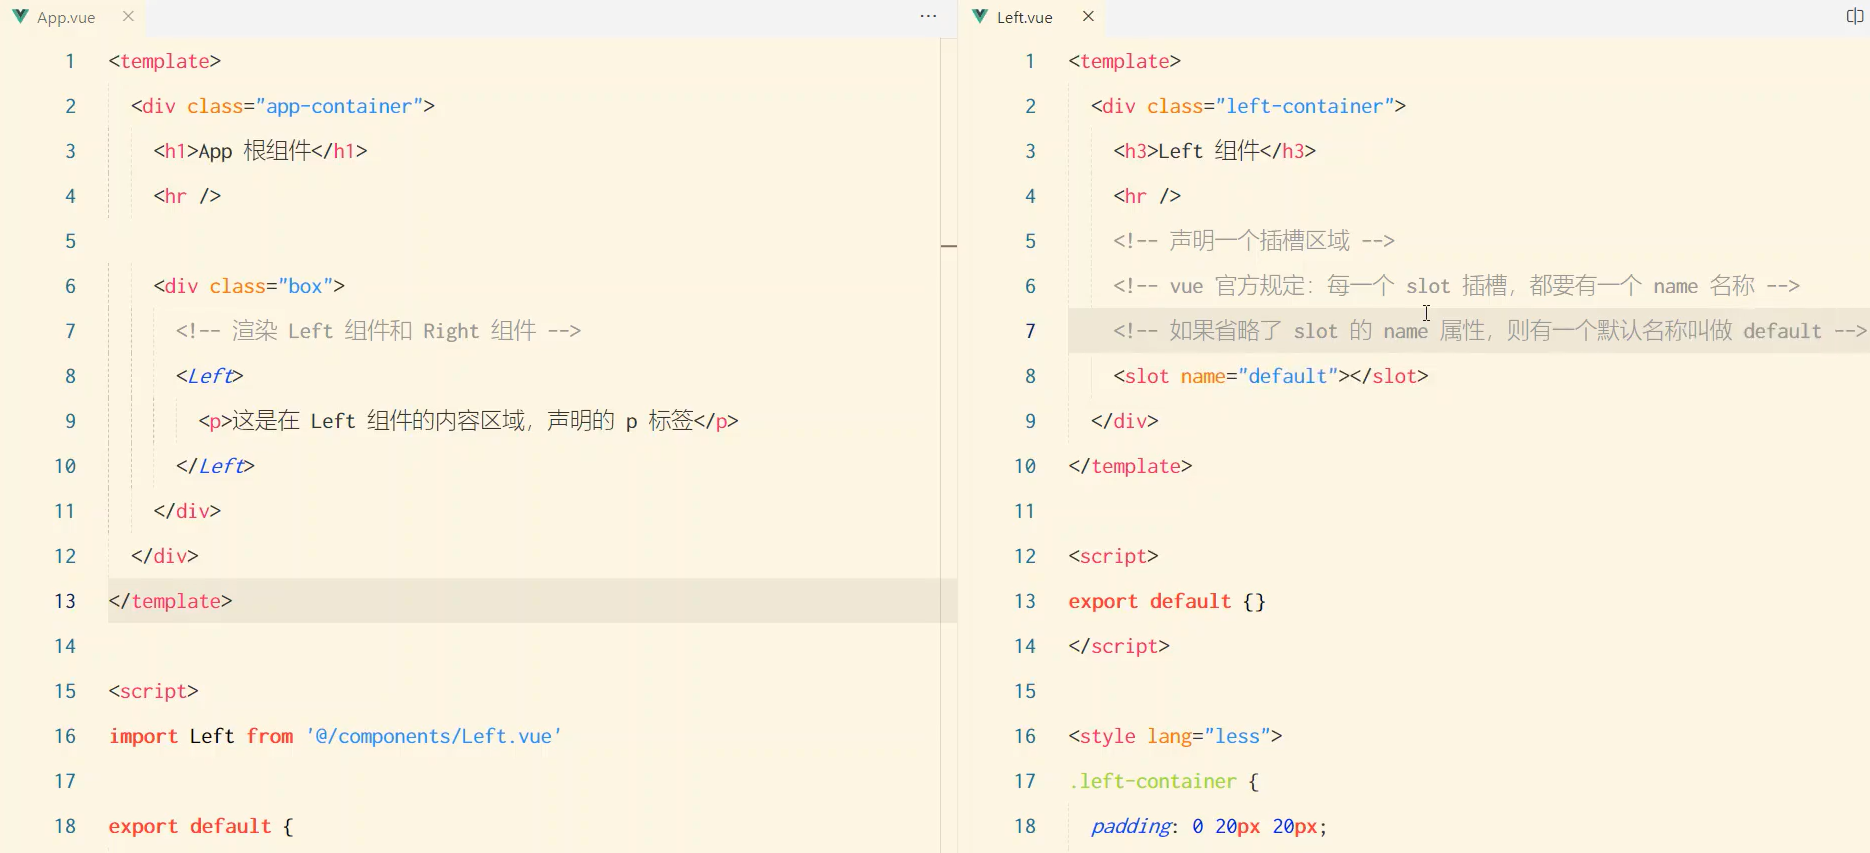 App.vue
1 <template>
2 <div class="app-container">
3 <h1>App 根组件</h1>
4 <hr />
5
6 <div class="box">
7 <!-- 渲染 Left 组件和 Right 组件 -->
8 <Left>
9 <p>这是在 Left 组件的内容区域，声明的 p 标签</p>
10 </Left>
11 </div>
12 </div>
13 </template>
14
15 <script>
16 import Left from '@/components/Left.vue'
17
18 export default {
Left.vue
1 <template>
2 <div class="left-container">
3 <h3>Left 组件</h3>
4 <hr />
5 <!-- 声明一个插槽区域 -->
6 <!-- vue 官方规定：每一个 slot 插槽，都要有一个 name 名称 -->
7 <!-- 如果省略了 slot 的 name 属性，则有一个默认名称叫做 default -->
8 <slot name="default"></slot>
9 </div>
10 </template>
11
12 <script>
13 export default {}
14 </script>
15
16 <style lang="less">
17 .left-container {
18 padding: 0 20px 20px;